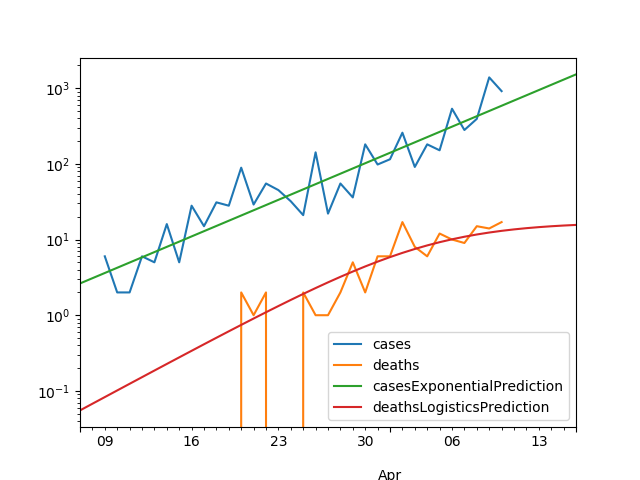 10³
10²
10¹
10⁰
10⁻¹
cases
deaths
casesExponentialPrediction
deathsLogisticsPrediction
09 16 23 30 06 13
Apr